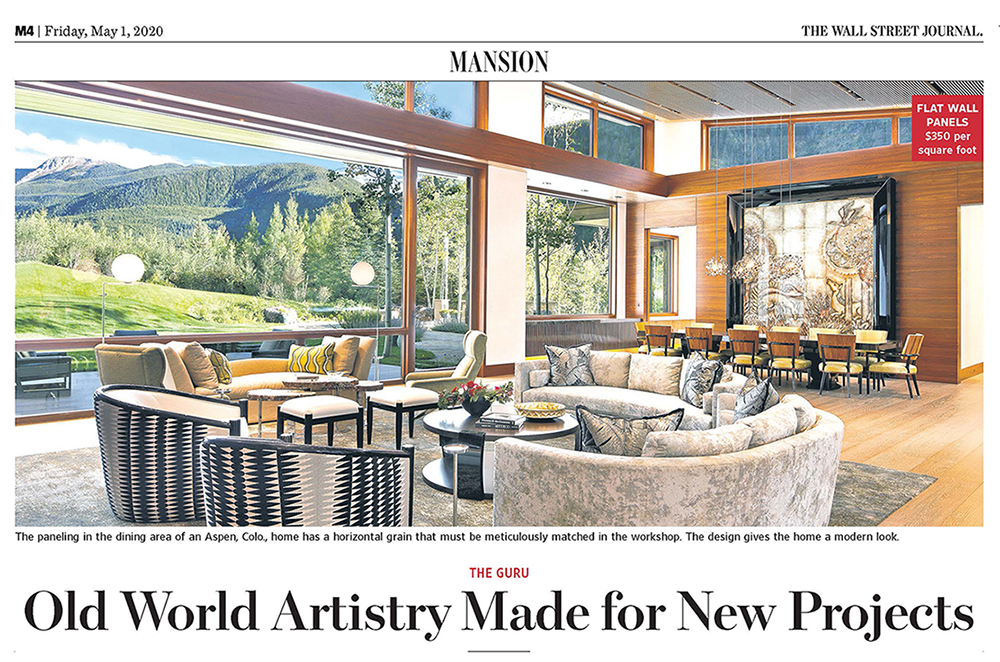 M4 | Friday, May 1, 2020
THE WALL STREET JOURNAL.
MANSION
FLAT WALL
PANELS
$350 per
square foot
The paneling in the dining area of an Aspen, Colo., home has a horizontal grain that must be meticulously matched in the workshop. The design gives the home a modern look.
THE GURU
Old World Artistry Made for New Projects